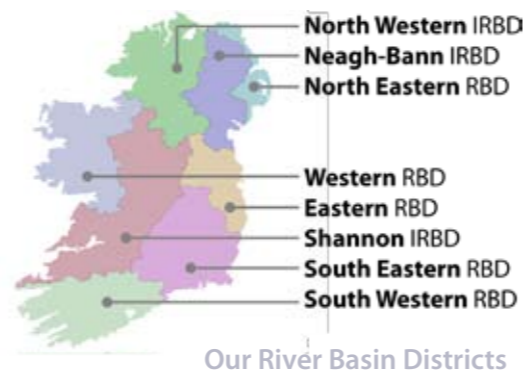 North Western IRBD
Neagh-Bann IRBD
North Eastern RBD
Western RBD
Eastern RBD
Shannon IRBD
South Eastern RBD
South Western RBD
Our River Basin Districts